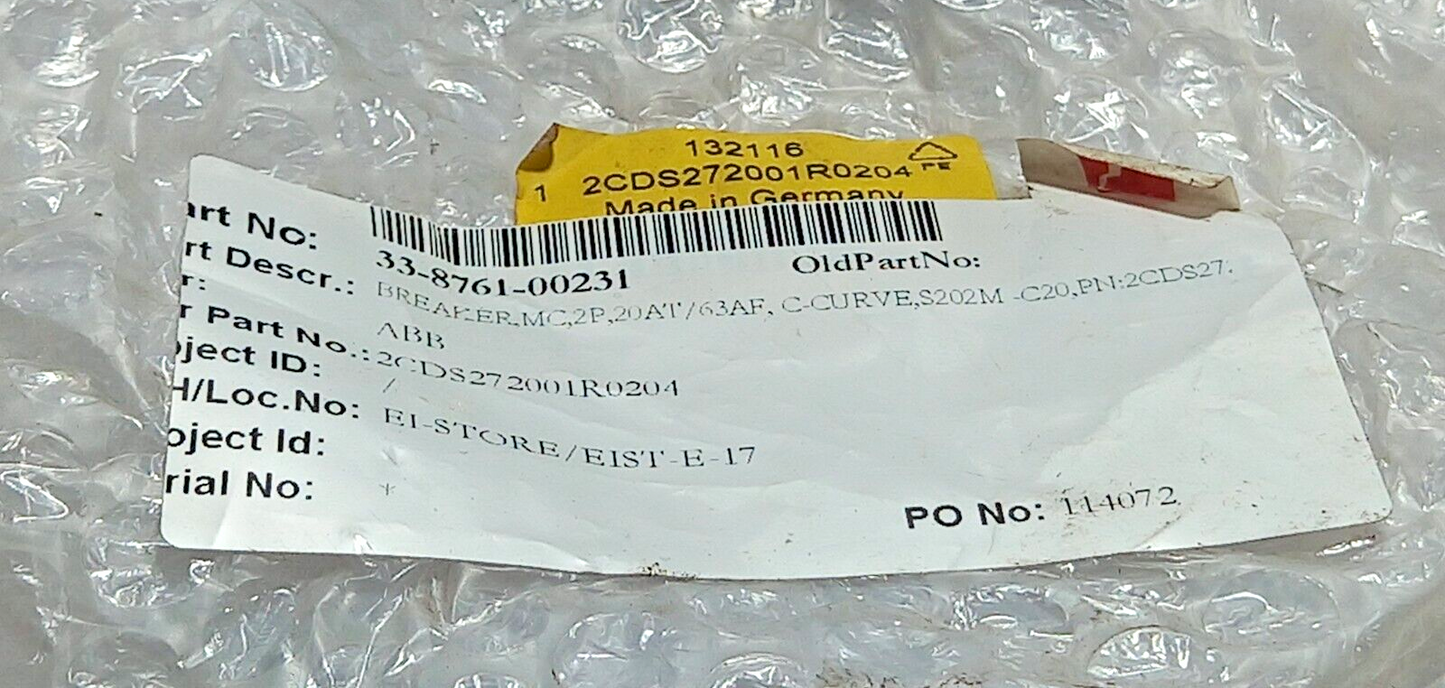 132116
1 2CDS272001R0204 PE
Made in Germany
art No:
33-8761-00231 OldPartNo:
rt Descr.: BREAKER,MC,2P,20AT/63AF, C-CURVE,S202M -C20,PN:2CDS27
r: ABB
r Part No.: 2CDS272001R0204
oject ID: /
H/Loc.No: EI-STORE/EIST-E-17
oject Id:
rial No: * PO No: 114072